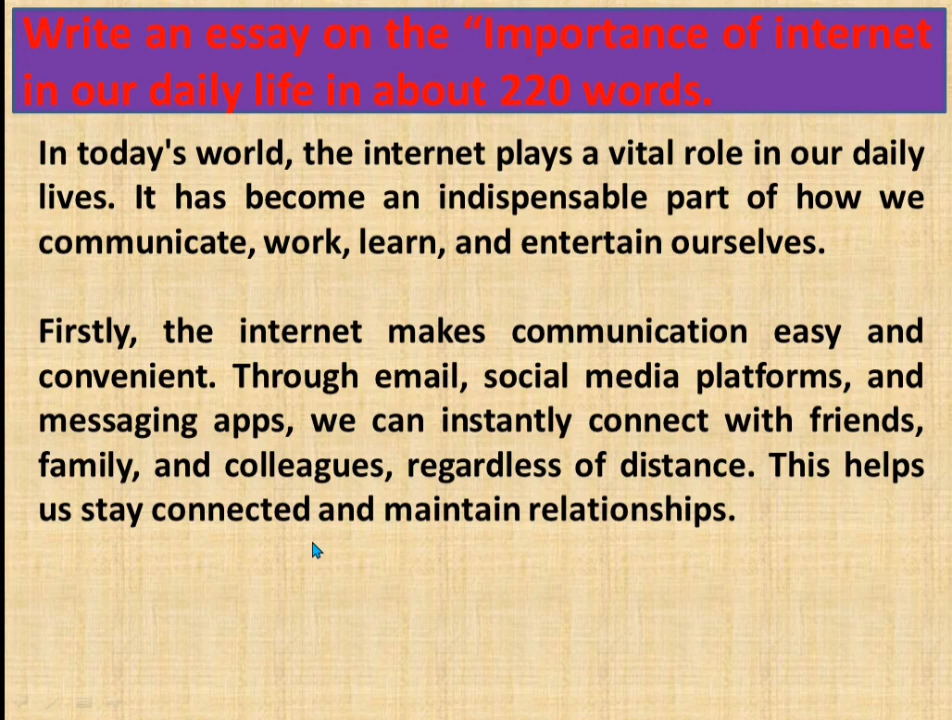 Write an essay on the “Importance of internet
in our daily life in about 220 words.
In today's world, the internet plays a vital role in our daily
lives. It has become an indispensable part of how we
communicate, work, learn, and entertain ourselves.
Firstly, the internet makes communication easy and
convenient. Through email, social media platforms, and
messaging apps, we can instantly connect with friends,
family, and colleagues, regardless of distance. This helps
us stay connected and maintain relationships.